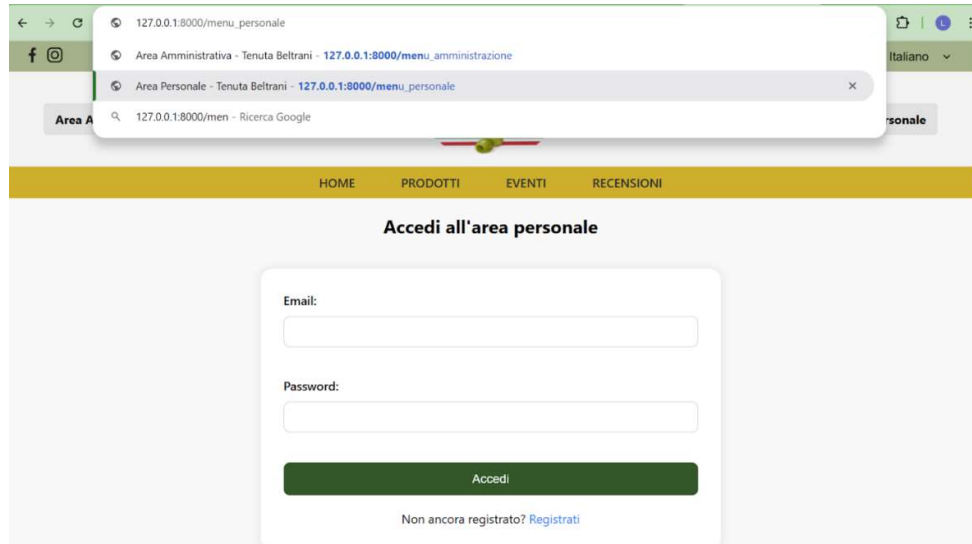 127.0.0.1:8000/menu_personale
Area Amministrativa - Tenuta Beltrani - 127.0.0.1:8000/menu_amministrazione
Area Personale - Tenuta Beltrani - 127.0.0.1:8000/menu_personale
127.0.0.1:8000/men - Ricerca Google
L
Italiano
Area A
rsonale
HOME PRODOTTI EVENTI RECENSIONI
Accedi all'area personale
Email:
Password:
Accedi
Non ancora registrato? Registrati